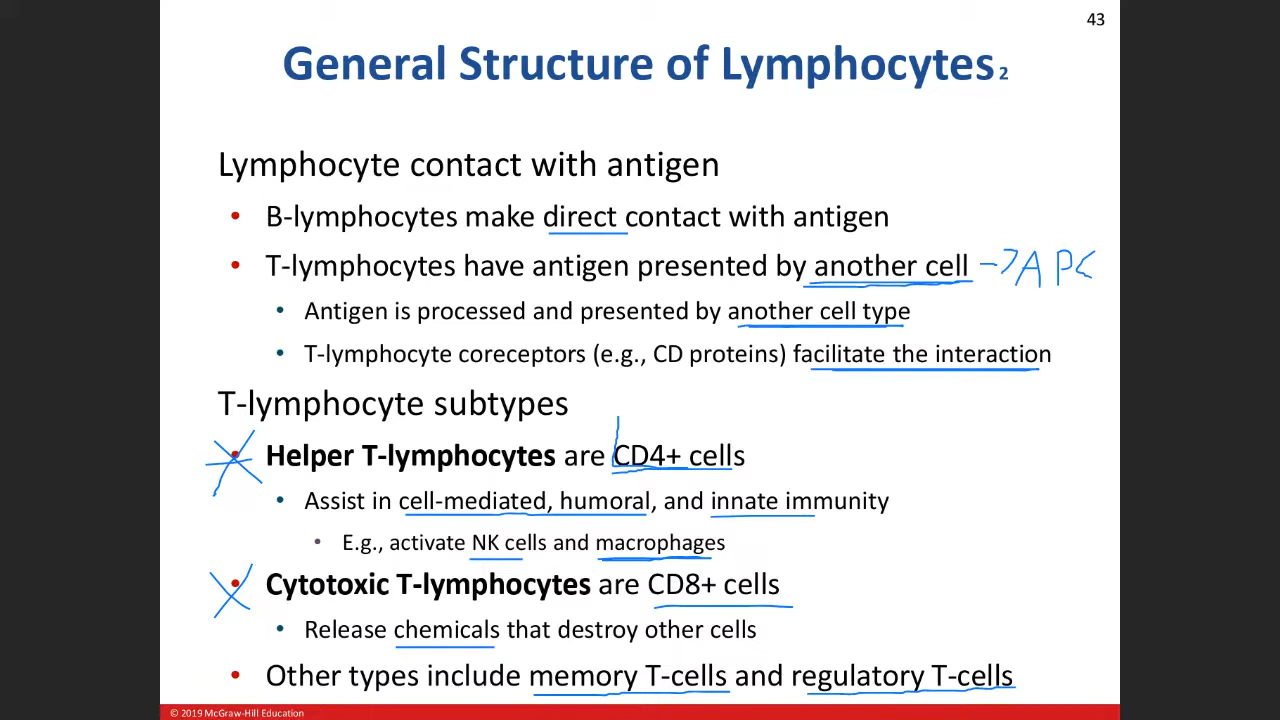 43
General Structure of Lymphocytes 2
Lymphocyte contact with antigen
• B-lymphocytes make direct contact with antigen
• T-lymphocytes have antigen presented by another cell → APC
• Antigen is processed and presented by another cell type
• T-lymphocyte coreceptors (e.g., CD proteins) facilitate the interaction
T-lymphocyte subtypes
• Helper T-lymphocytes are CD4+ cells
• Assist in cell-mediated, humoral, and innate immunity
• E.g., activate NK cells and macrophages
• Cytotoxic T-lymphocytes are CD8+ cells
• Release chemicals that destroy other cells
• Other types include memory T-cells and regulatory T-cells
© 2019 McGraw-Hill Education